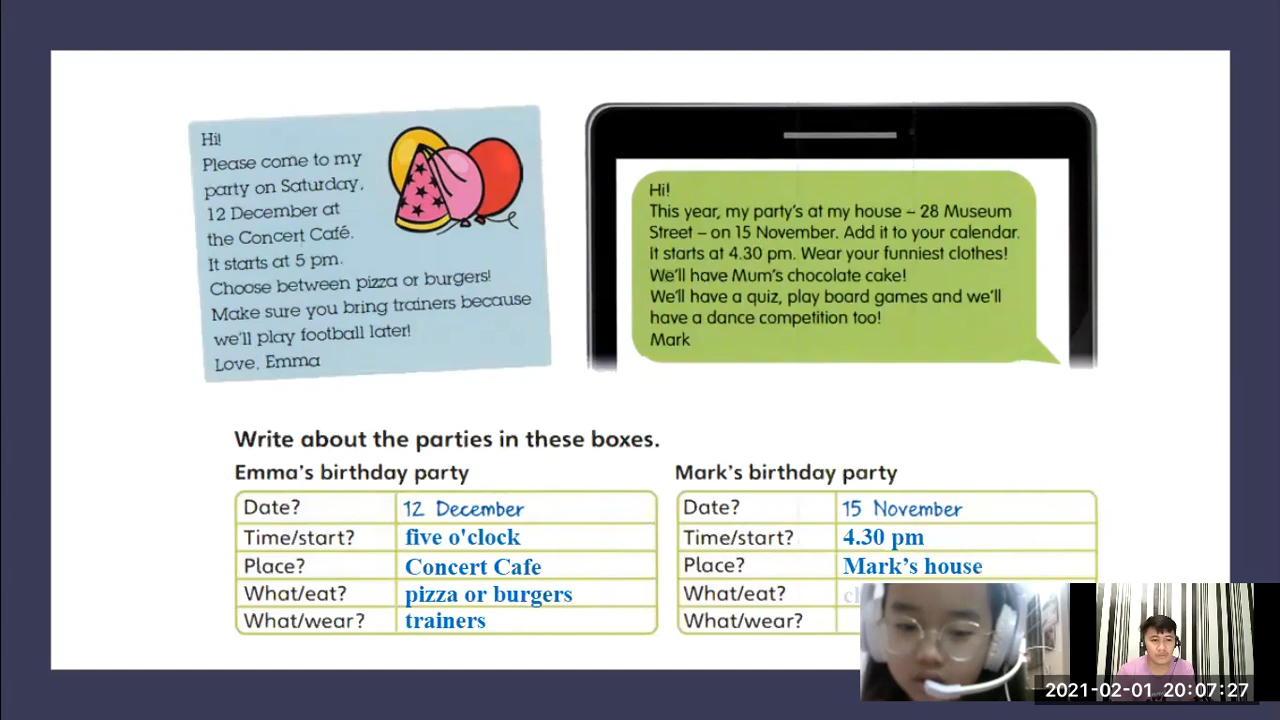 Hi!
Please come to my
party on Saturday,
12 December at
the Concert Café.
It starts at 5 pm.
Choose between pizza or burgers!
Make sure you bring trainers because
we'll play football later!
Love, Emma
Hi!
This year, my party's at my house – 28 Museum
Street – on 15 November. Add it to your calendar.
It starts at 4.30 pm. Wear your funniest clothes!
We'll have Mum's chocolate cake!
We'll have a quiz, play board games and we'll
have a dance competition too!
Mark
Write about the parties in these boxes.
Emma's birthday party
Date? 12 December
Time/start? five o'clock
Place? Concert Cafe
What/eat? pizza or burgers
What/wear? trainers
Mark's birthday party
Date? 15 November
Time/start? 4.30 pm
Place? Mark's house
What/eat?
What/wear?
2021-02-01 20:07:27